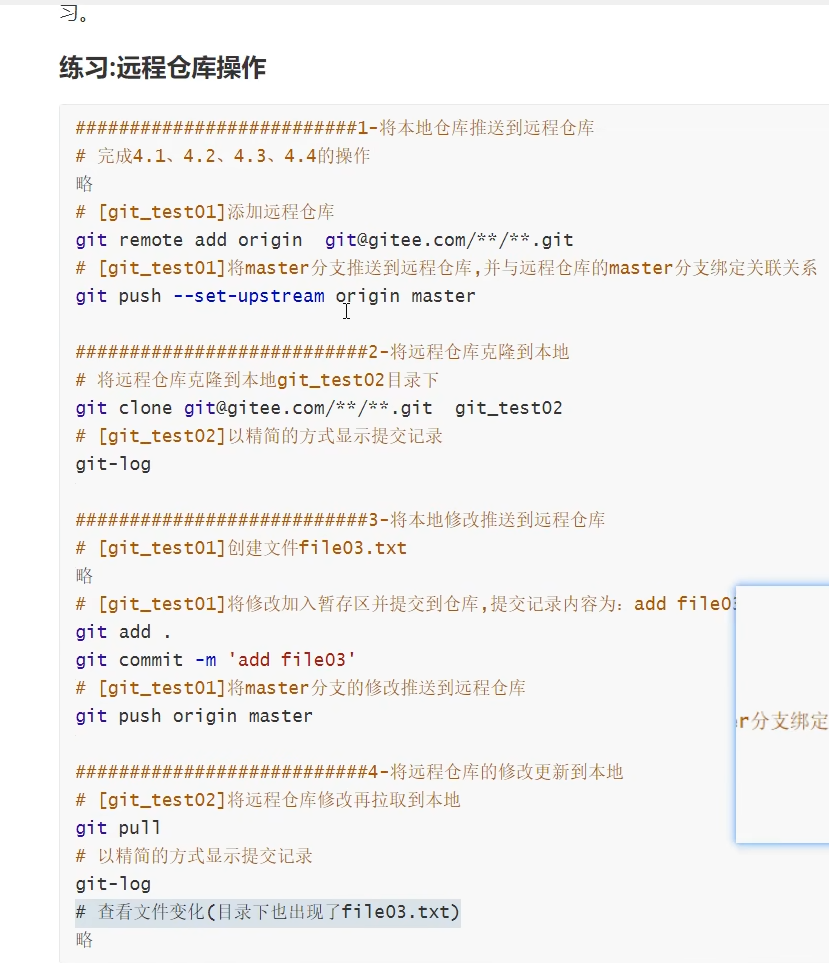 习。
练习:远程仓库操作
##########################1-将本地仓库推送到远程仓库
# 完成4.1、4.2、4.3、4.4的操作
略
# [git_test01]添加远程仓库
git remote add origin  git@gitee.com/**/**.git
# [git_test01]将master分支推送到远程仓库,并与远程仓库的master分支绑定关联关系
git push --set-upstream origin master
###########################2-将远程仓库克隆到本地
# 将远程仓库克隆到本地git_test02目录下
git clone git@gitee.com/**/**.git  git_test02
# [git_test02]以精简的方式显示提交记录
git-log
###########################3-将本地修改推送到远程仓库
# [git_test01]创建文件file03.txt
略
# [git_test01]将修改加入暂存区并提交到仓库,提交记录内容为：add file03
git add .
git commit -m 'add file03'
# [git_test01]将master分支的修改推送到远程仓库
git push origin master
r分支绑定
###########################4-将远程仓库的修改更新到本地
# [git_test02]将远程仓库修改再拉取到本地
git pull
# 以精简的方式显示提交记录
git-log
# 查看文件变化(目录下也出现了file03.txt)
略